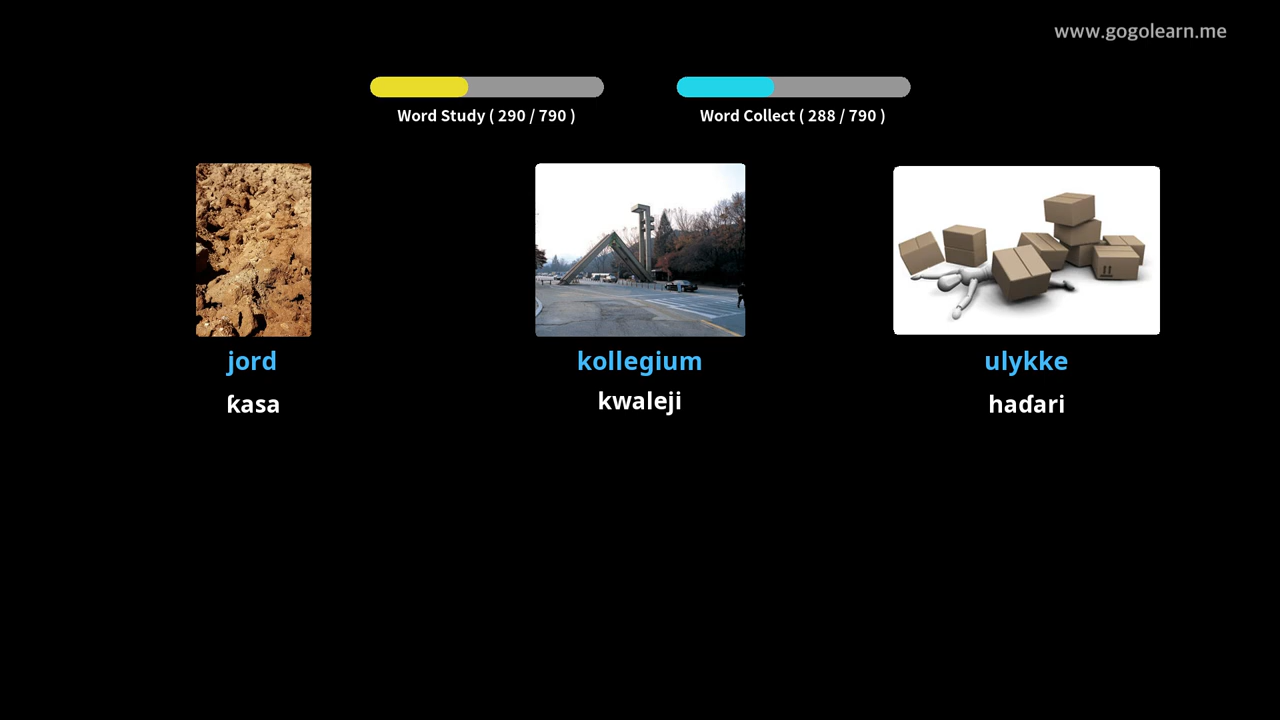 www.gogolearn.me
Word Study ( 290 / 790 )
Word Collect ( 288 / 790 )
jord
kollegium
ulykke
ƙasa
kwaleji
haɗari